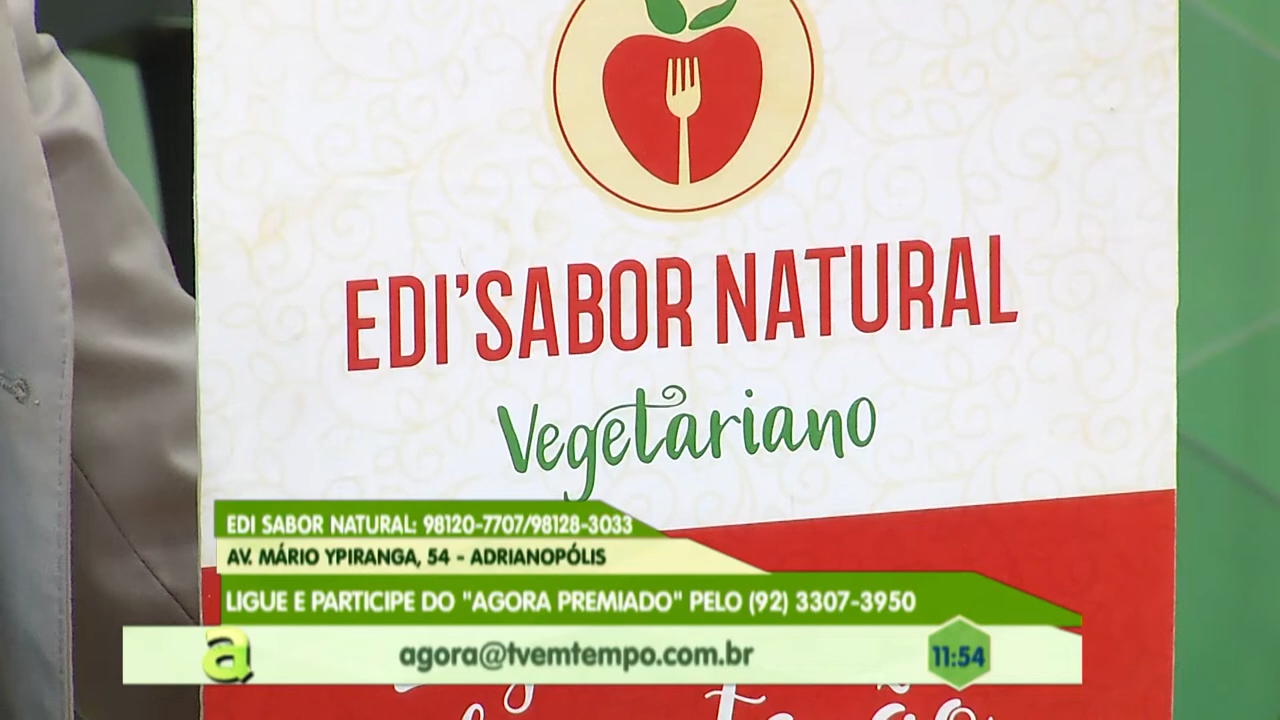 EDI'SABOR NATURAL
Vegetariano
EDI SABOR NATURAL: 98120-7707/98128-3033
AV. MÁRIO YPIRANGA, 54 - ADRIANOPÓLIS
LIGUE E PARTICIPE DO "AGORA PREMIADO" PELO (92) 3307-3950
a agora@tvemtempo.com.br 11:54